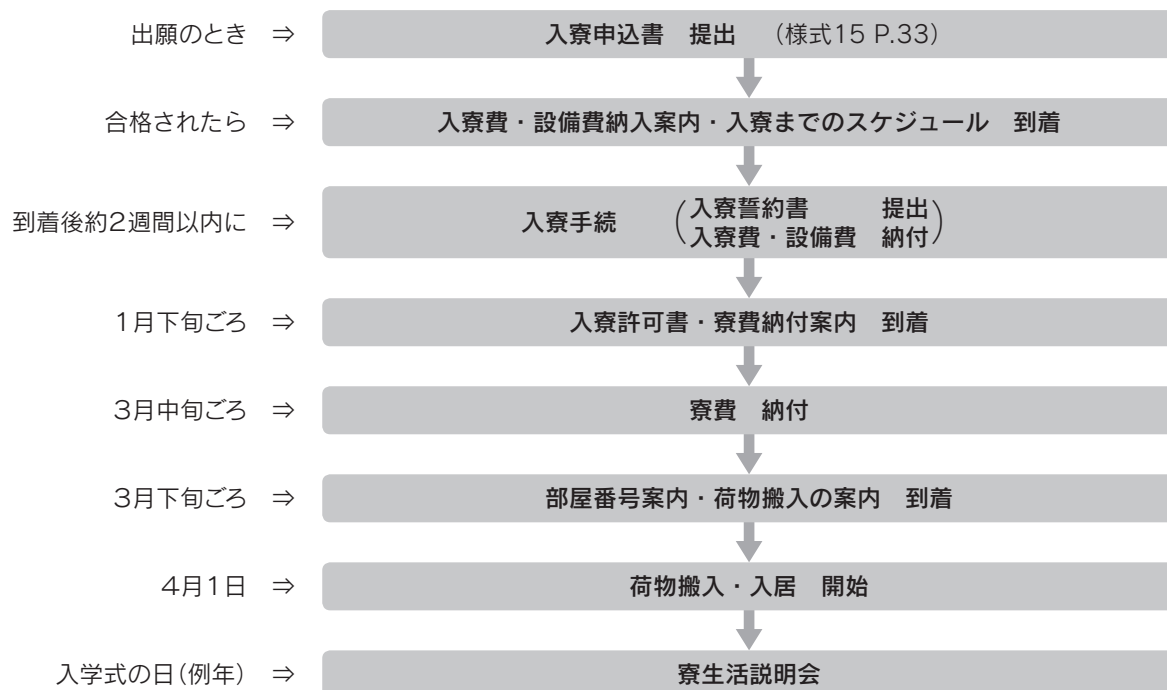 出願のとき ⇒ 入寮申込書 提出 (様式15 P.33)
合格されたら ⇒ 入寮費・設備費納入案内・入寮までのスケジュール 到着
到着後約2週間以内に ⇒ 入寮手続 (入寮誓約書 提出
入寮費・設備費 納付)
1月下旬ごろ ⇒ 入寮許可書・寮費納付案内 到着
3月中旬ごろ ⇒ 寮費 納付
3月下旬ごろ ⇒ 部屋番号案内・荷物搬入の案内 到着
4月1日 ⇒ 荷物搬入・入居 開始
入学式の日(例年) ⇒ 寮生活説明会